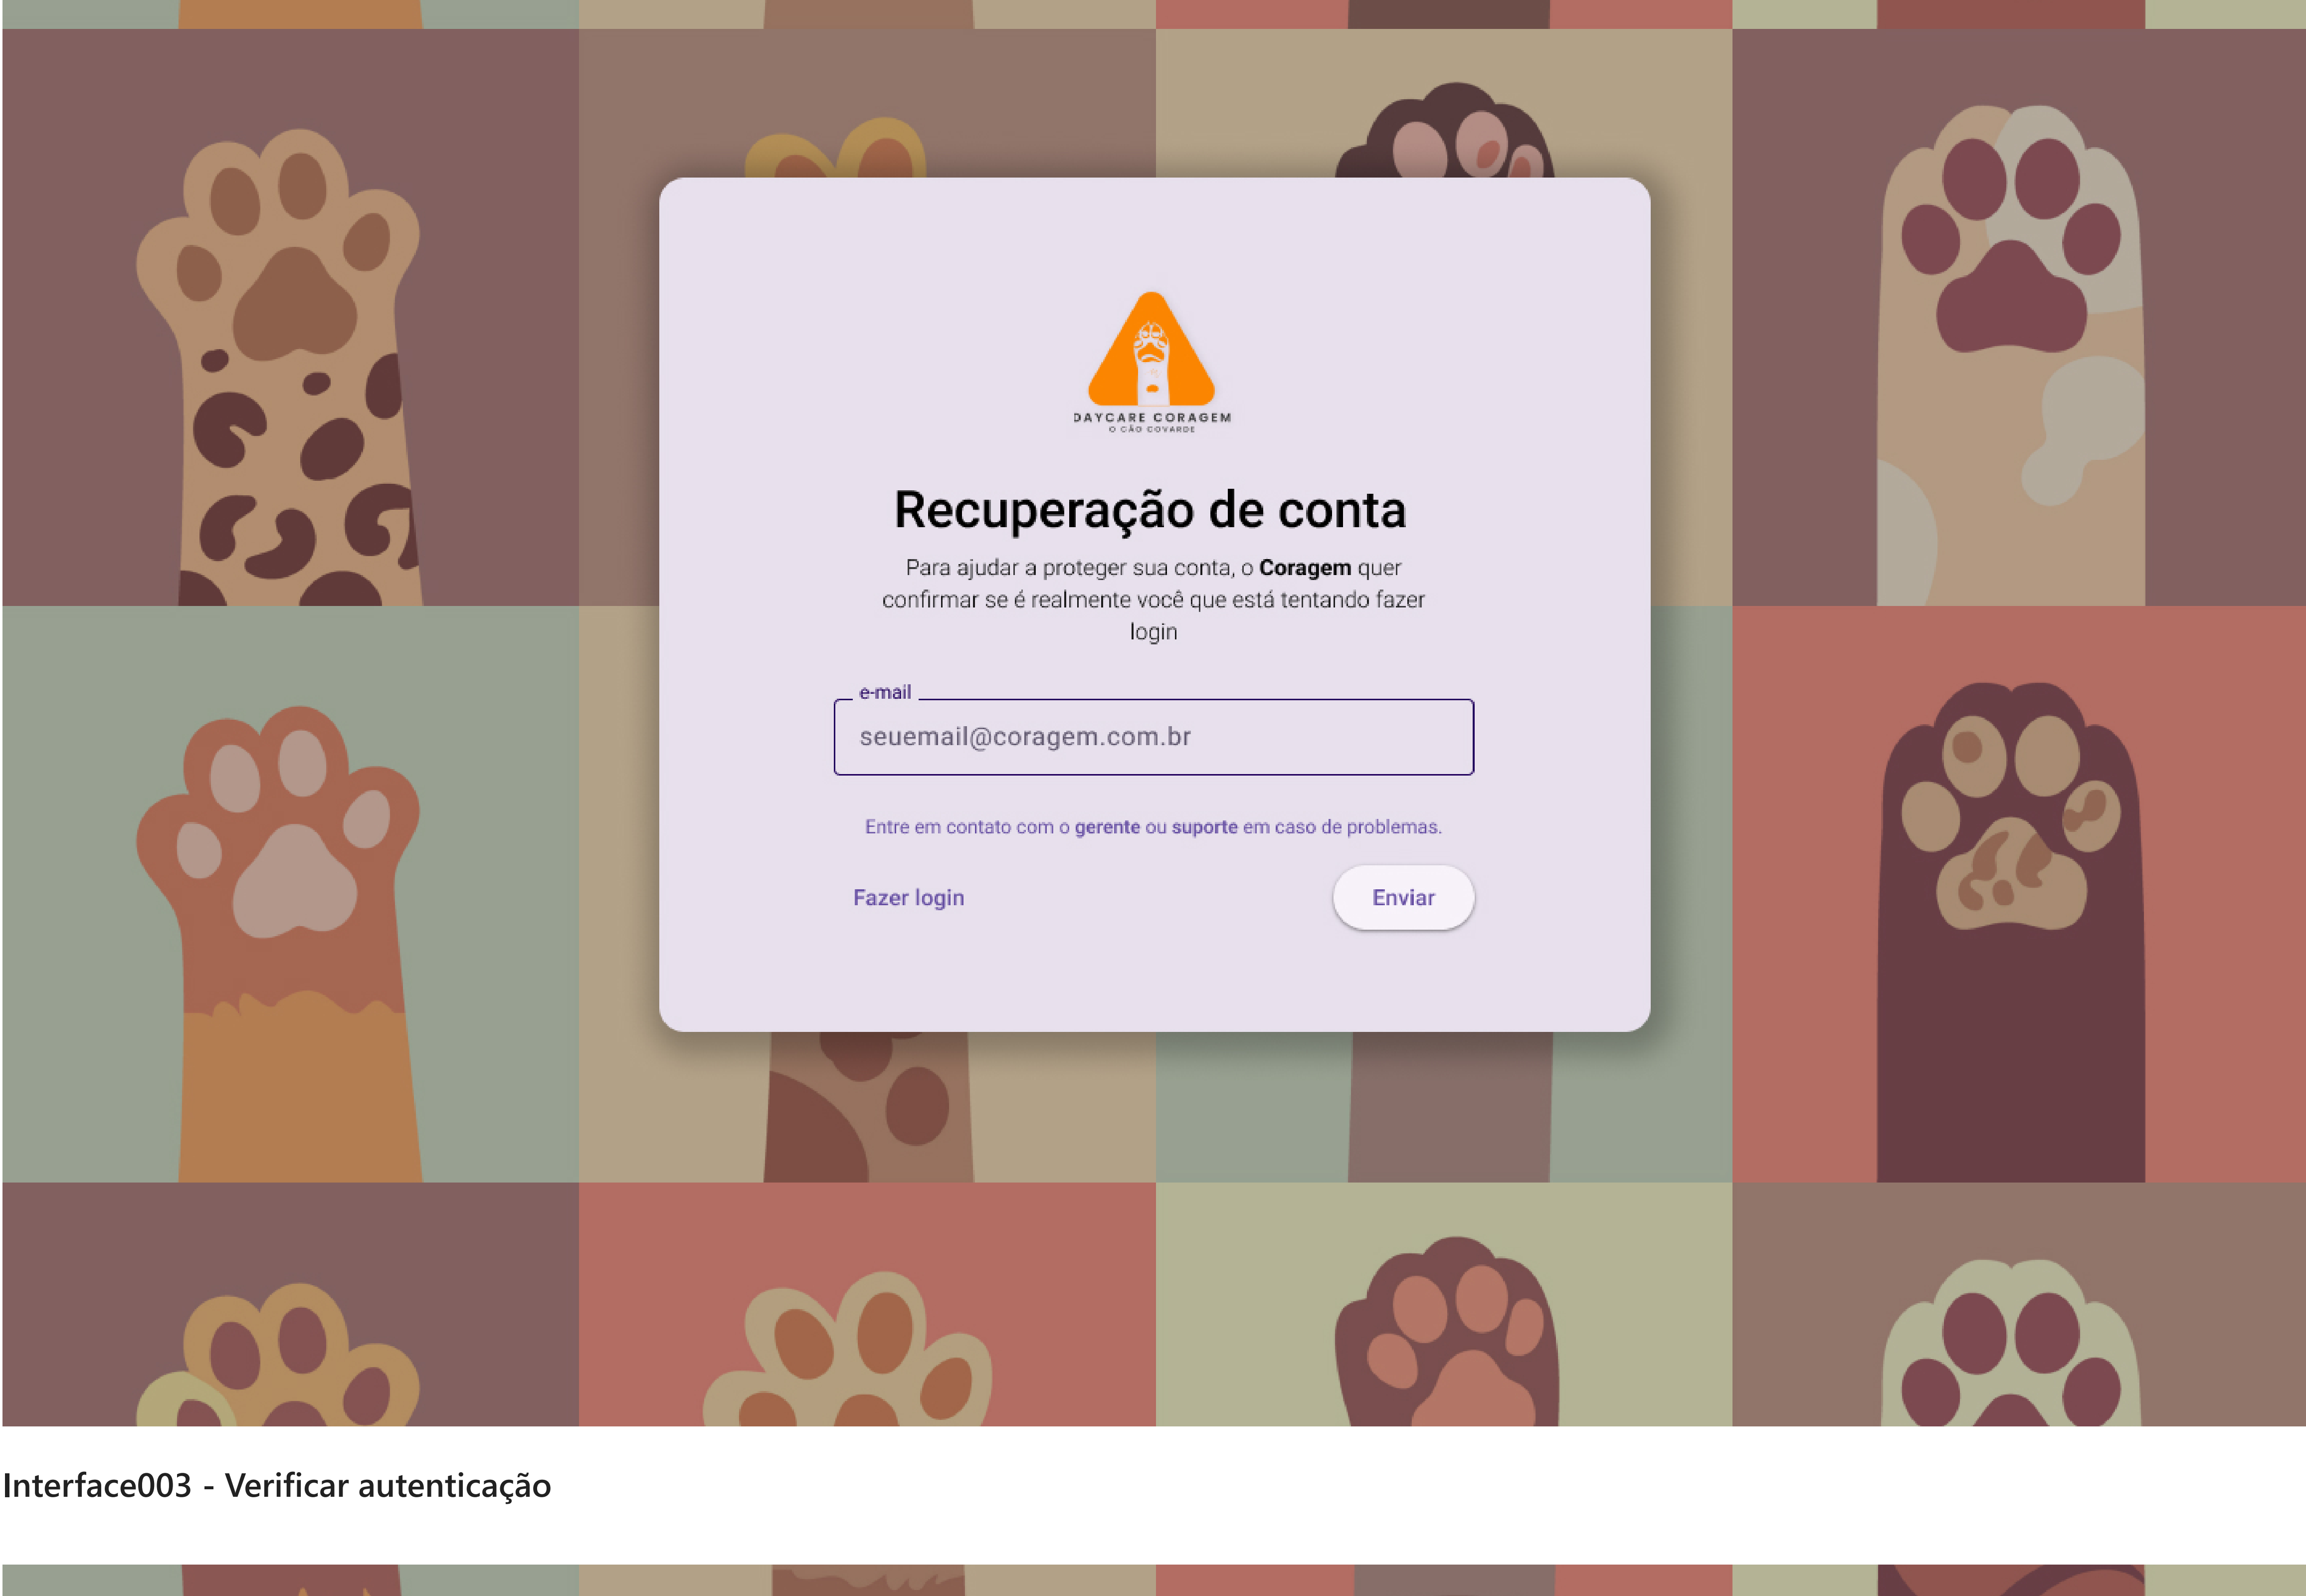 DAYCARE CORAGEM
O CÃO COVARDE
Recuperação de conta
Para ajudar a proteger sua conta, o Coragem quer
confirmar se é realmente você que está tentando fazer
login
e-mail
seuemail@coragem.com.br
Entre em contato com o gerente ou suporte em caso de problemas.
Fazer login
Enviar
Interface003 - Verificar autenticação